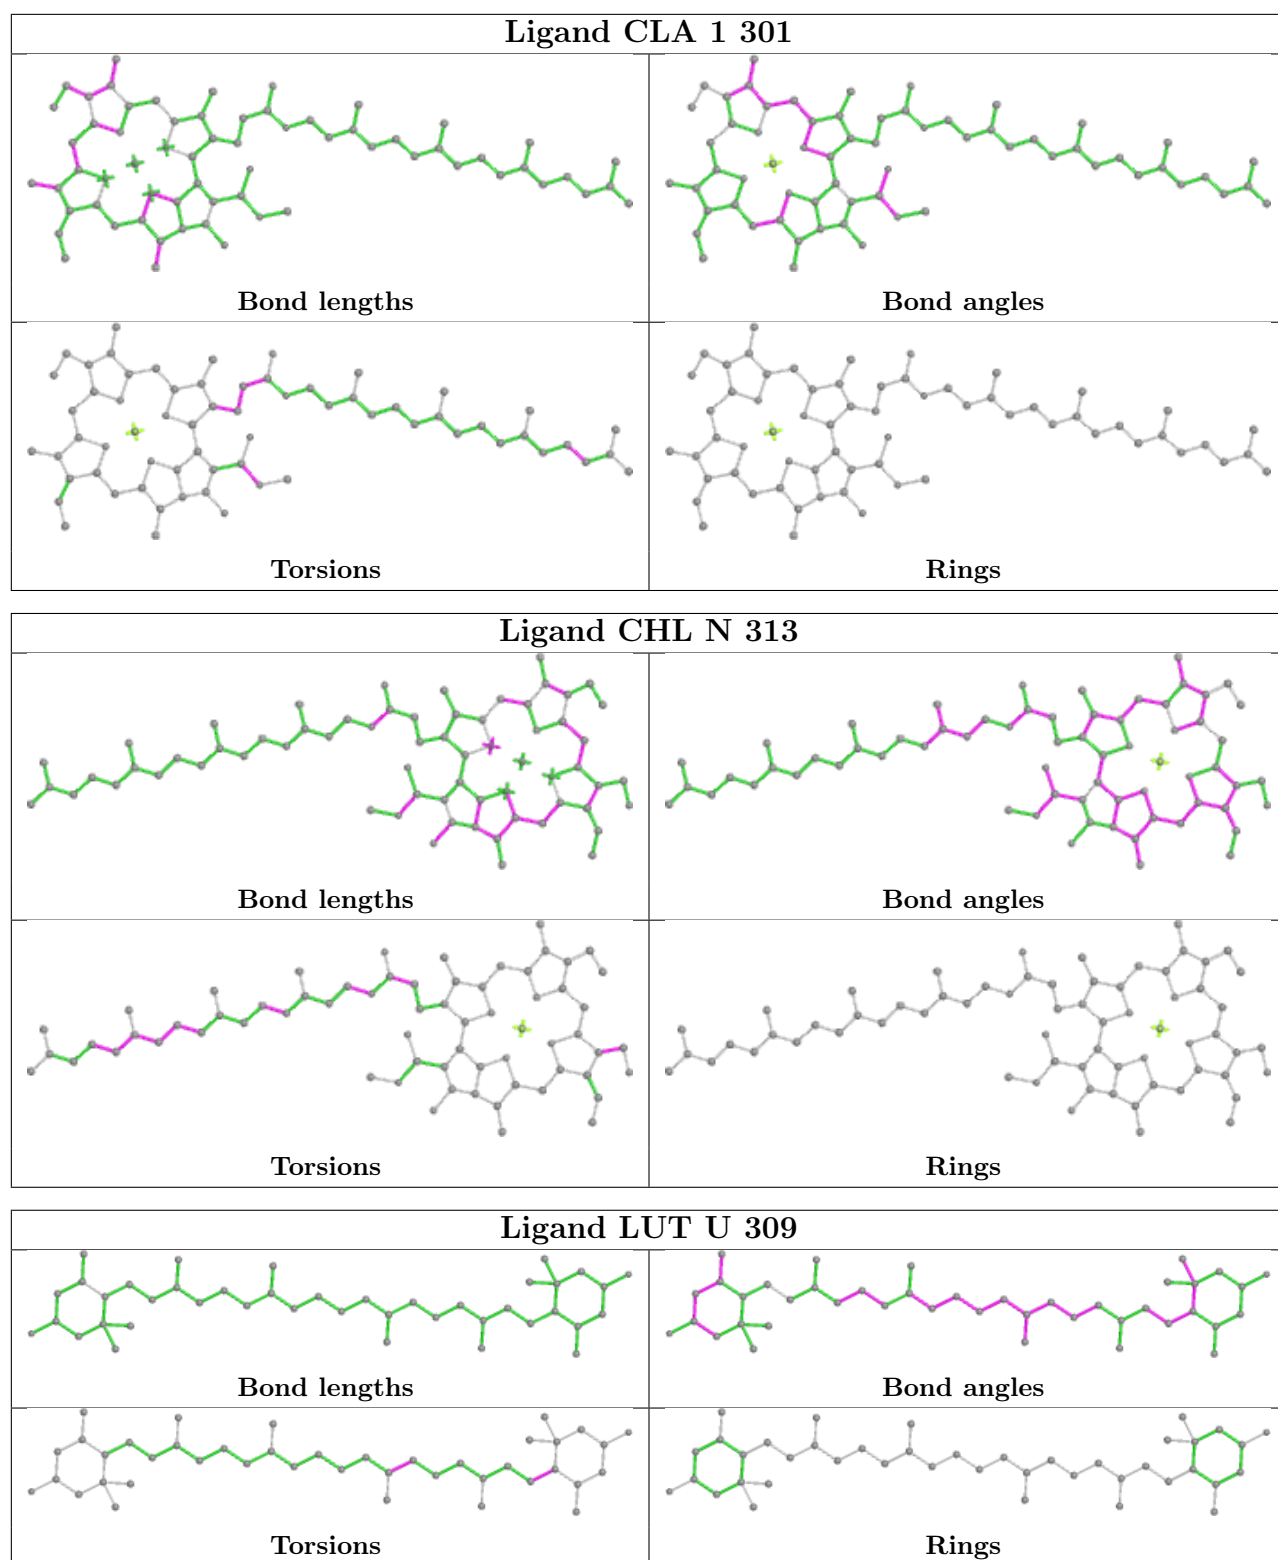 Ligand CLA 1 301
Bond lengths
Bond angles
Torsions
Rings
Ligand CHL N 313
Bond lengths
Bond angles
Torsions
Rings
Ligand LUT U 309
Bond lengths
Bond angles
Torsions
Rings